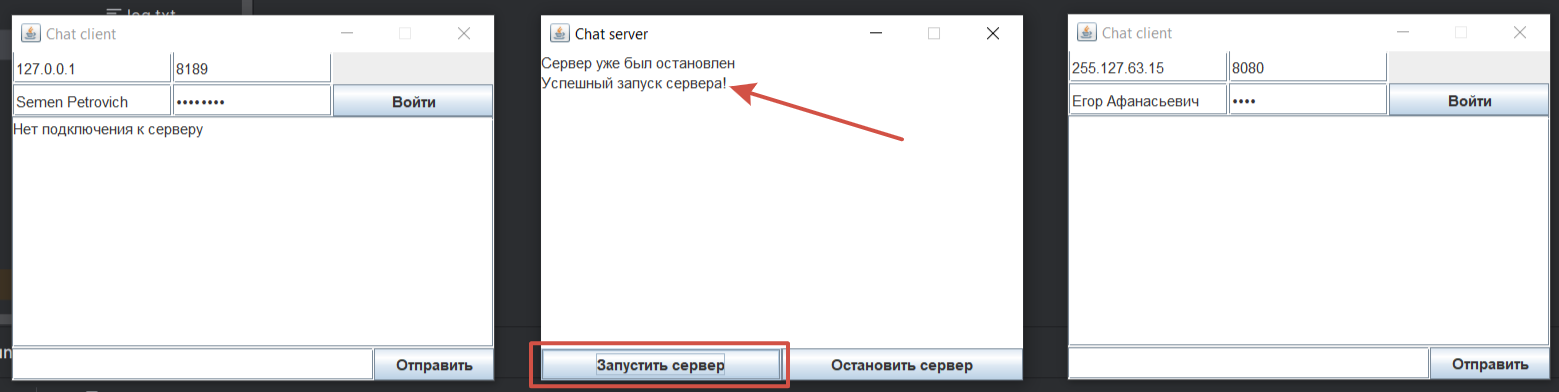 log.txt
Chat client
127.0.0.1
8189
Semen Petrovich
••••••••
Войти
Нет подключения к серверу
Отправить
Chat server
Сервер уже был остановлен
Успешный запуск сервера!
Запустить сервер
Остановить сервер
Chat client
255.127.63.15
8080
Егор Афанасьевич
••••
Войти
Отправить